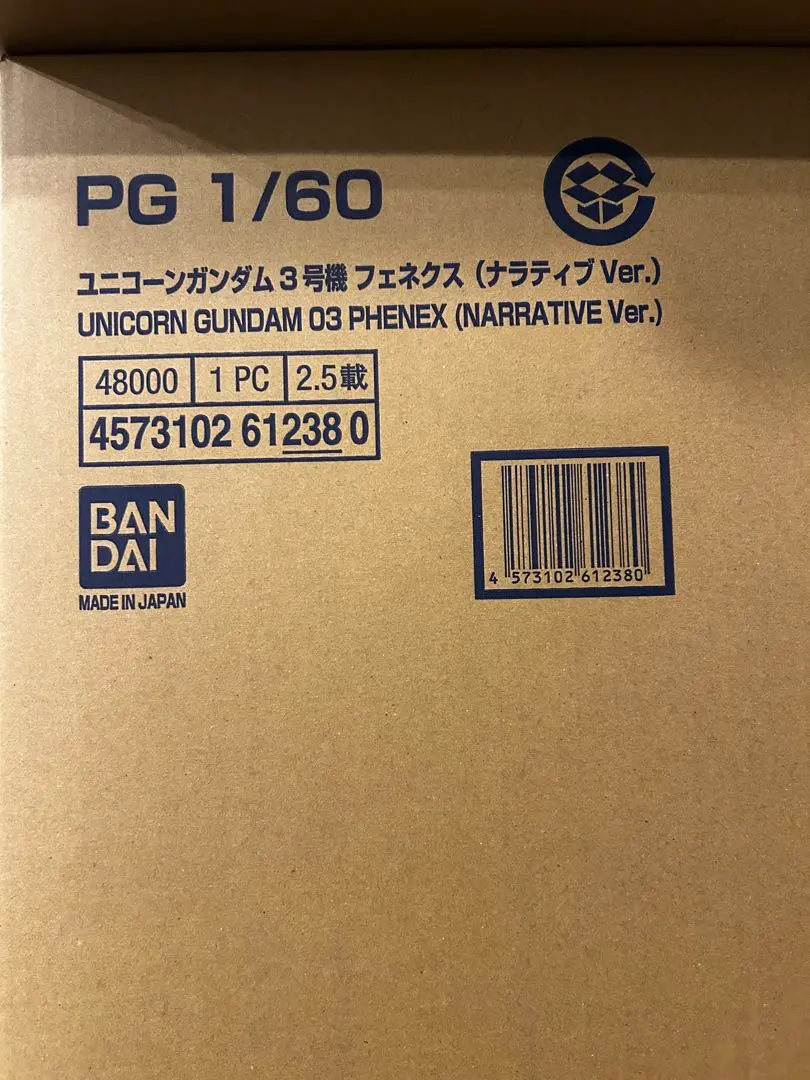 PG 1/60
ユニコーンガンダム3号機 フェネクス（ナラティブ Ver.）
UNICORN GUNDAM 03 PHENEX (NARRATIVE Ver.)
48000 1 PC 2.5載
4573102 61238 0
BAN
DAI
MADE IN JAPAN
4 573102 612380